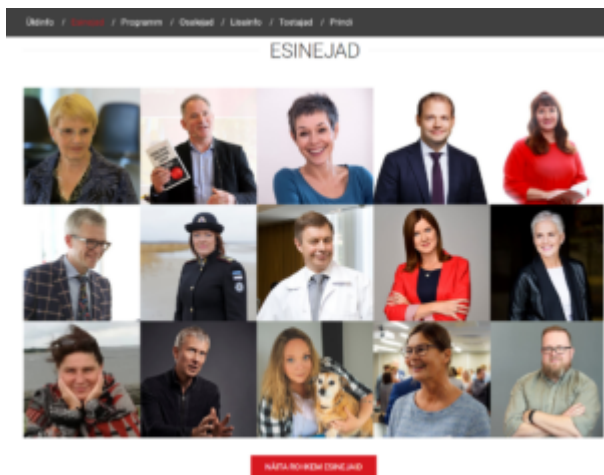 Üldinfo / Esinejad / Programm / Osalejad / Lisainfo / Toetajad / Prindi
ESINEJAD
NÄITA ROHKEM ESINEJAID